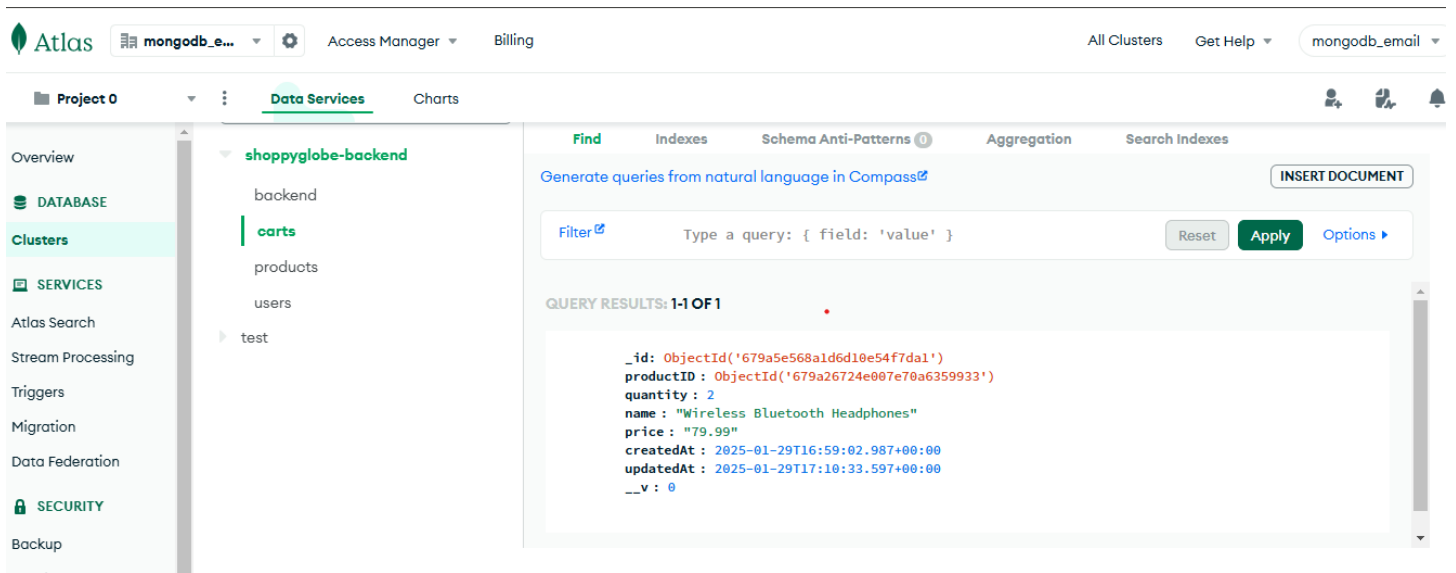 Atlas mongodb_e... Access Manager Billing All Clusters Get Help mongodb_email
Project 0 Data Services Charts
Overview
DATABASE
Clusters
SERVICES
Atlas Search
Stream Processing
Triggers
Migration
Data Federation
SECURITY
Backup
shoppyglobe-backend
backend
carts
products
users
test
Find Indexes Schema Anti-Patterns 0 Aggregation Search Indexes
Generate queries from natural language in Compass
INSERT DOCUMENT
Filter Type a query: { field: 'value' } Reset Apply Options
QUERY RESULTS: 1-1 OF 1
_id: ObjectId('679a5e568a1d6d10e54f7da1')
productID : ObjectId('679a26724e007e70a6359933')
quantity : 2
name : "Wireless Bluetooth Headphones"
price : "79.99"
createdAt : 2025-01-29T16:59:02.987+00:00
updatedAt : 2025-01-29T17:10:33.597+00:00
__v : 0